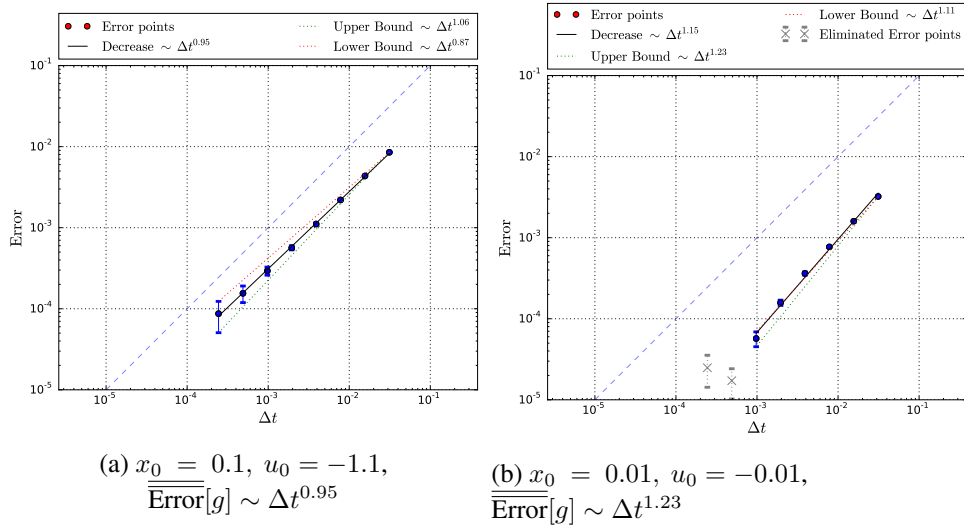 Error points
Decrease ∼ Δt^0.95
Upper Bound ∼ Δt^1.06
Lower Bound ∼ Δt^0.87
10^-1
10^-2
10^-3
10^-4
10^-5
Error
10^-5 10^-4 10^-3 10^-2 10^-1
Δt
(a) x_0 = 0.1, u_0 = −1.1,
Error[g] ∼ Δt^0.95
Error points
Decrease ∼ Δt^1.15
Upper Bound ∼ Δt^1.23
Lower Bound ∼ Δt^1.11
Eliminated Error points
10^-1
10^-2
10^-3
10^-4
10^-5
Error
10^-5 10^-4 10^-3 10^-2 10^-1
Δt
(b) x_0 = 0.01, u_0 = −0.01,
Error[g] ∼ Δt^1.23